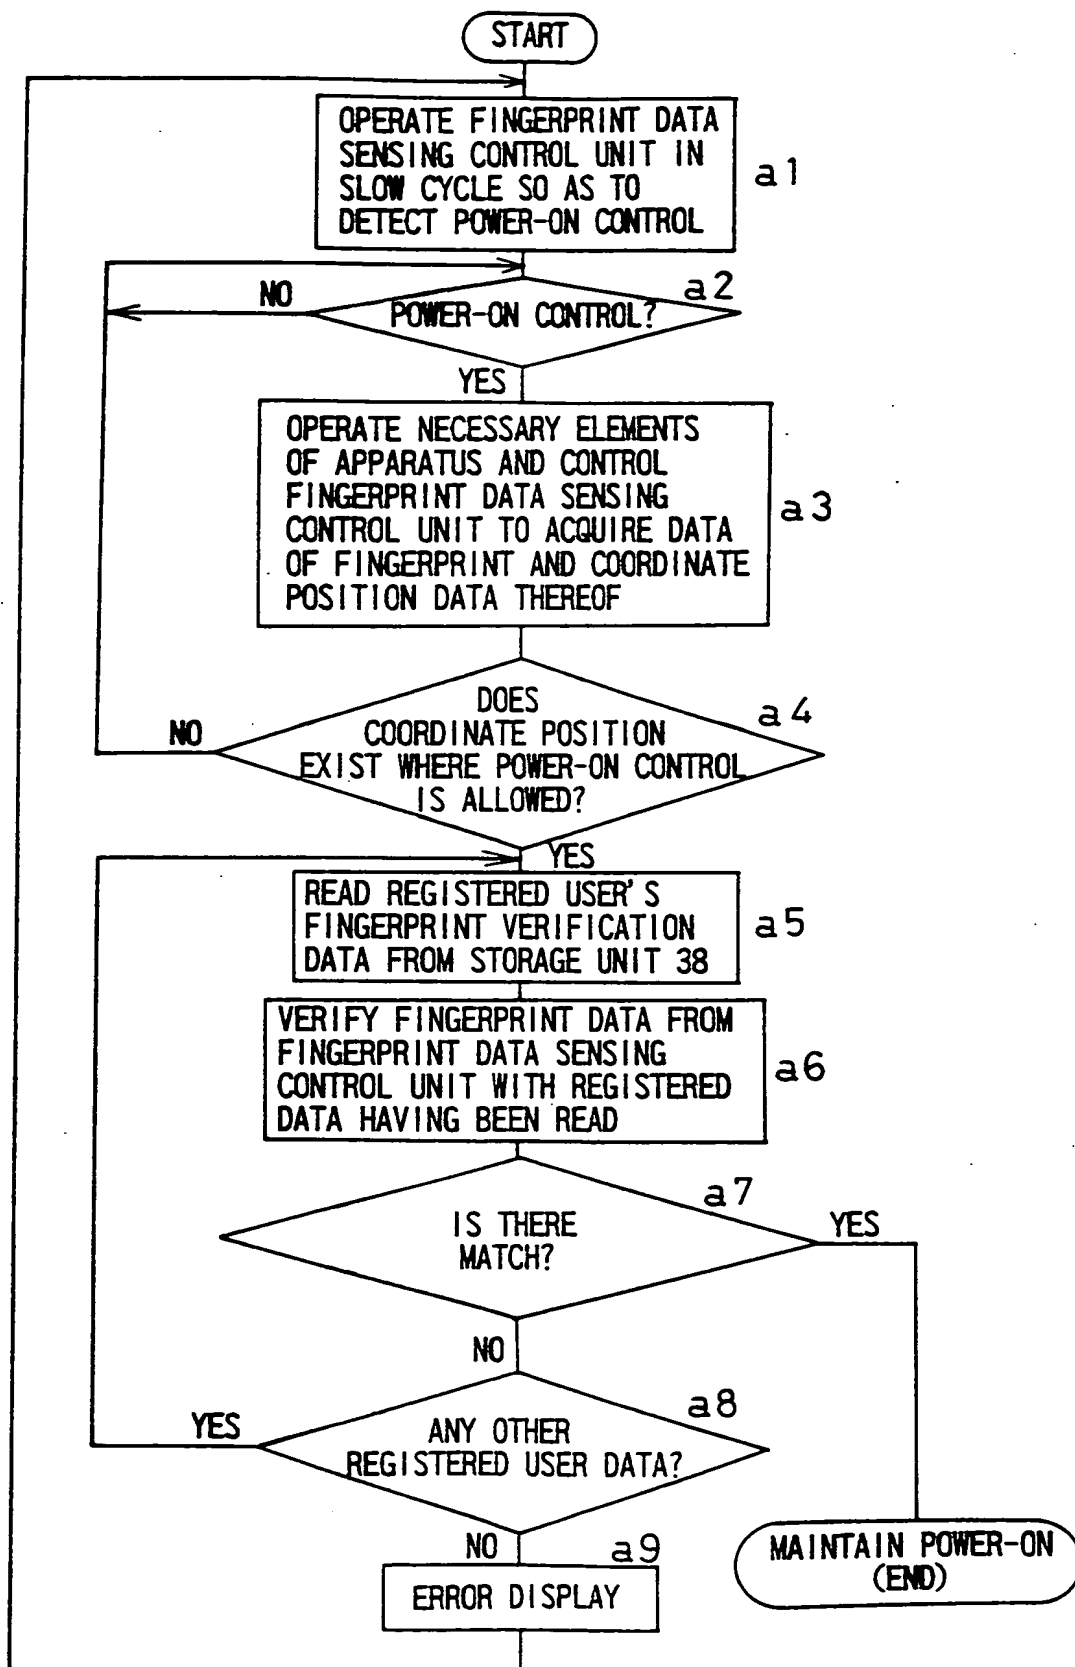 START
OPERATE FINGERPRINT DATA
SENSING CONTROL UNIT IN
SLOW CYCLE SO AS TO
DETECT POWER-ON CONTROL
a1
NO
a2
POWER-ON CONTROL?
YES
OPERATE NECESSARY ELEMENTS
OF APPARATUS AND CONTROL
FINGERPRINT DATA SENSING
CONTROL UNIT TO ACQUIRE DATA
OF FINGERPRINT AND COORDINATE
POSITION DATA THEREOF
a3
DOES
COORDINATE POSITION
EXIST WHERE POWER-ON CONTROL
IS ALLOWED?
a4
NO
YES
READ REGISTERED USER'S
FINGERPRINT VERIFICATION
DATA FROM STORAGE UNIT 38
a5
VERIFY FINGERPRINT DATA FROM
FINGERPRINT DATA SENSING
CONTROL UNIT WITH REGISTERED
DATA HAVING BEEN READ
a6
IS THERE
MATCH?
a7
YES
NO
ANY OTHER
REGISTERED USER DATA?
a8
YES
NO
a9
ERROR DISPLAY
MAINTAIN POWER-ON
(END)